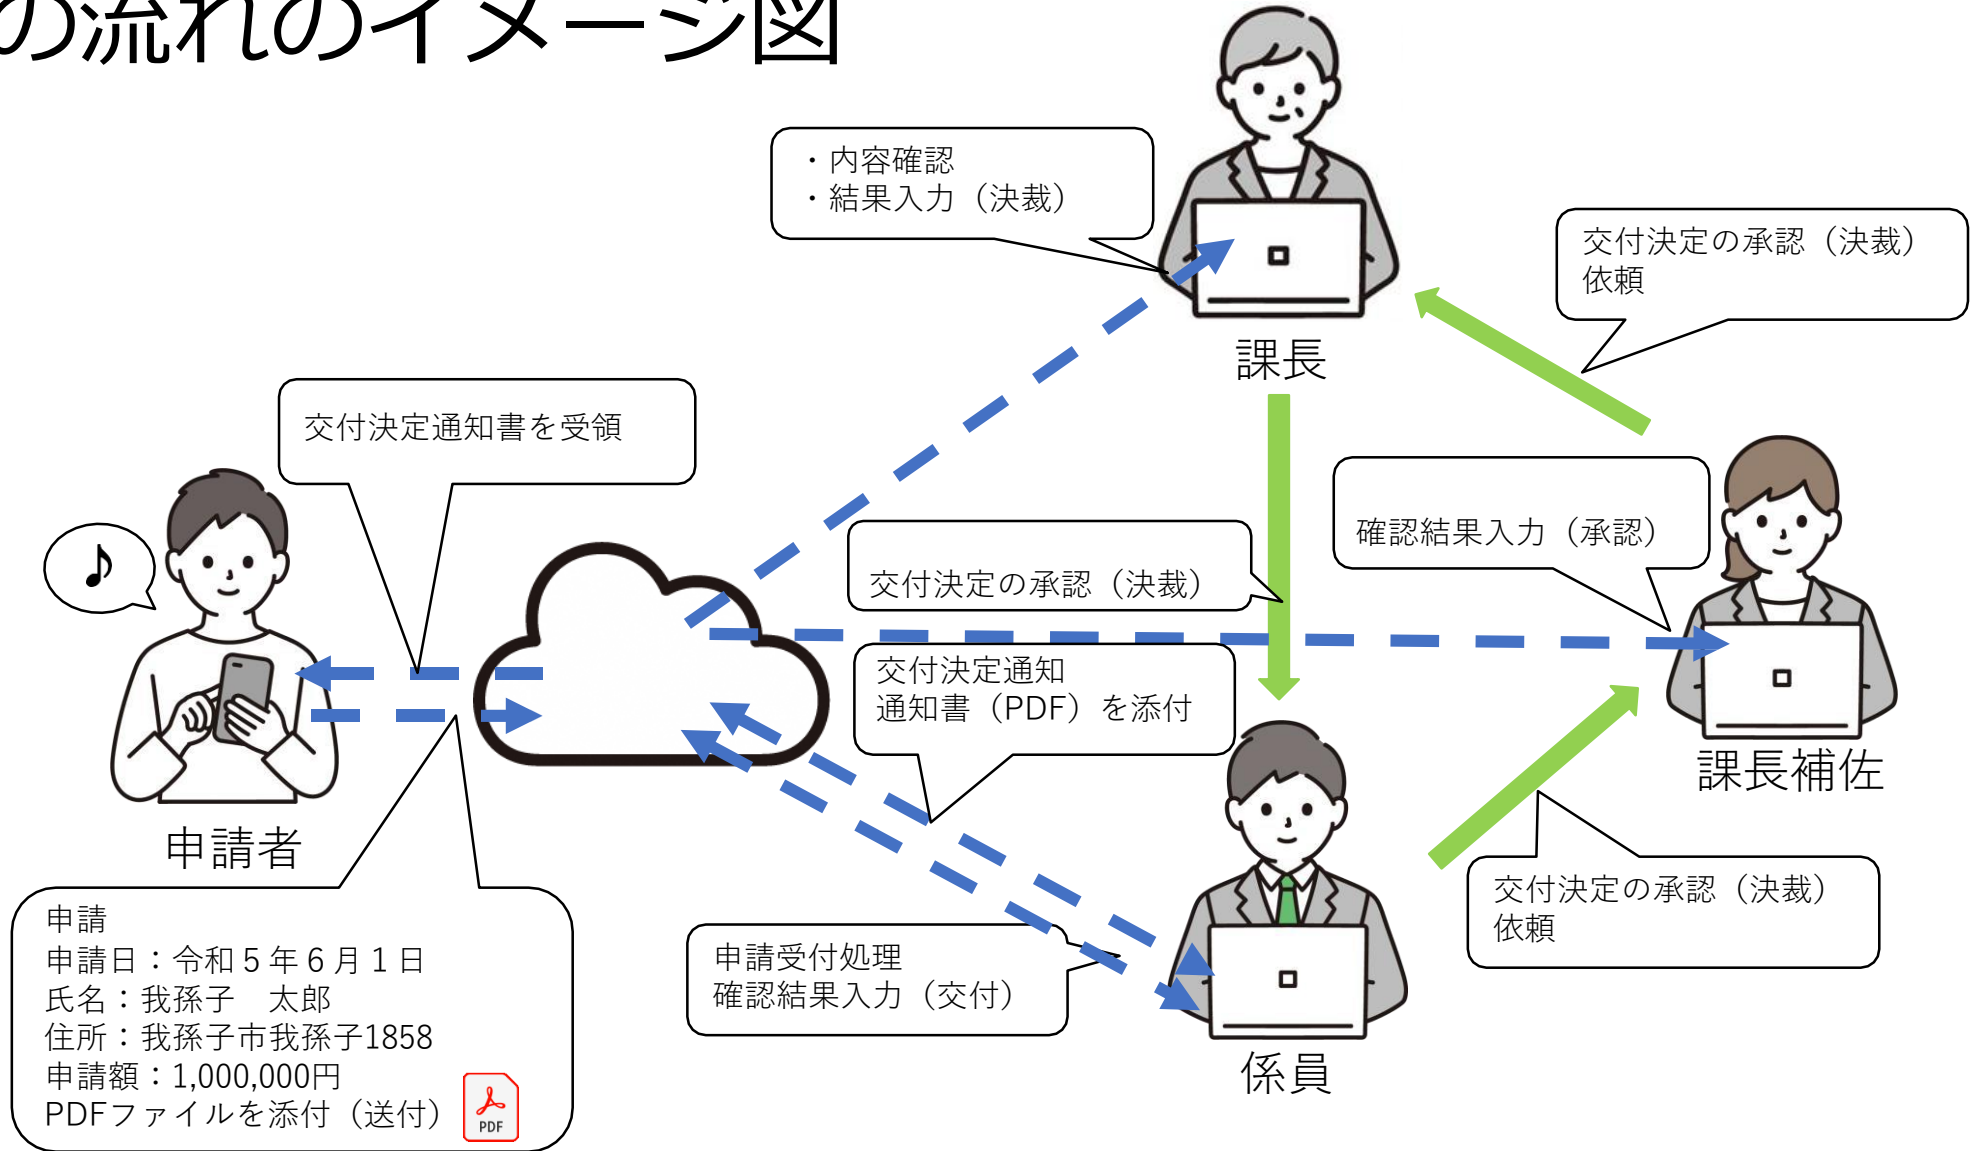 の流れのイメージ図
・内容確認
・結果入力（決裁）
交付決定の承認（決裁）
依頼
課長
交付決定通知書を受領
確認結果入力（承認）
♪
交付決定の承認（決裁）
交付決定通知
通知書（PDF）を添付
課長補佐
申請者
交付決定の承認（決裁）
依頼
申請
申請日：令和５年６月１日
氏名：我孫子　太郎
住所：我孫子市我孫子1858
申請額：1,000,000円
PDFファイルを添付（送付）
PDF
申請受付処理
確認結果入力（交付）
係員